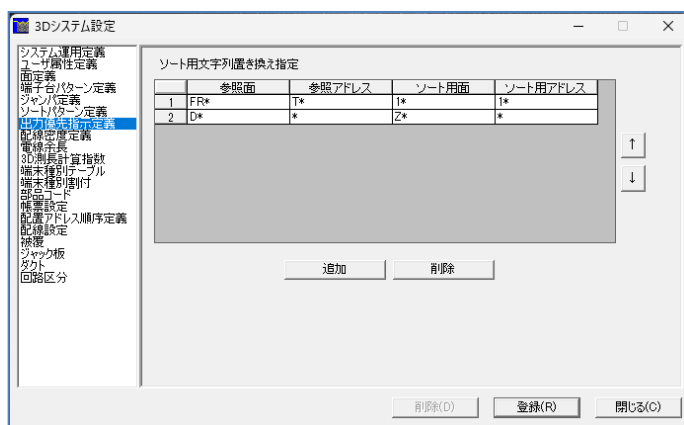 3Dシステム設定
システム運用定義
ユーザ属性定義
面定義
端子台パターン定義
ジャンパ定義
ソートパターン定義
出力優先指示定義
配線密度定義
電線余長
3D測長計算指数
端末種別テーブル
端末種別割付
部品コード
帳票設定
配置アドレス順序定義
配線設定
被覆
ジャック板
ダクト
回路区分
ソート用文字列置き換え指定
参照面 参照アドレス ソート用面 ソート用アドレス
1 FR* T* 1* 1*
2 D* * Z* *
↑
↓
追加 削除
削除(D) 登録(R) 閉じる(C)